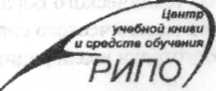 Центр
учебной книги
и средств обучения
РИПО